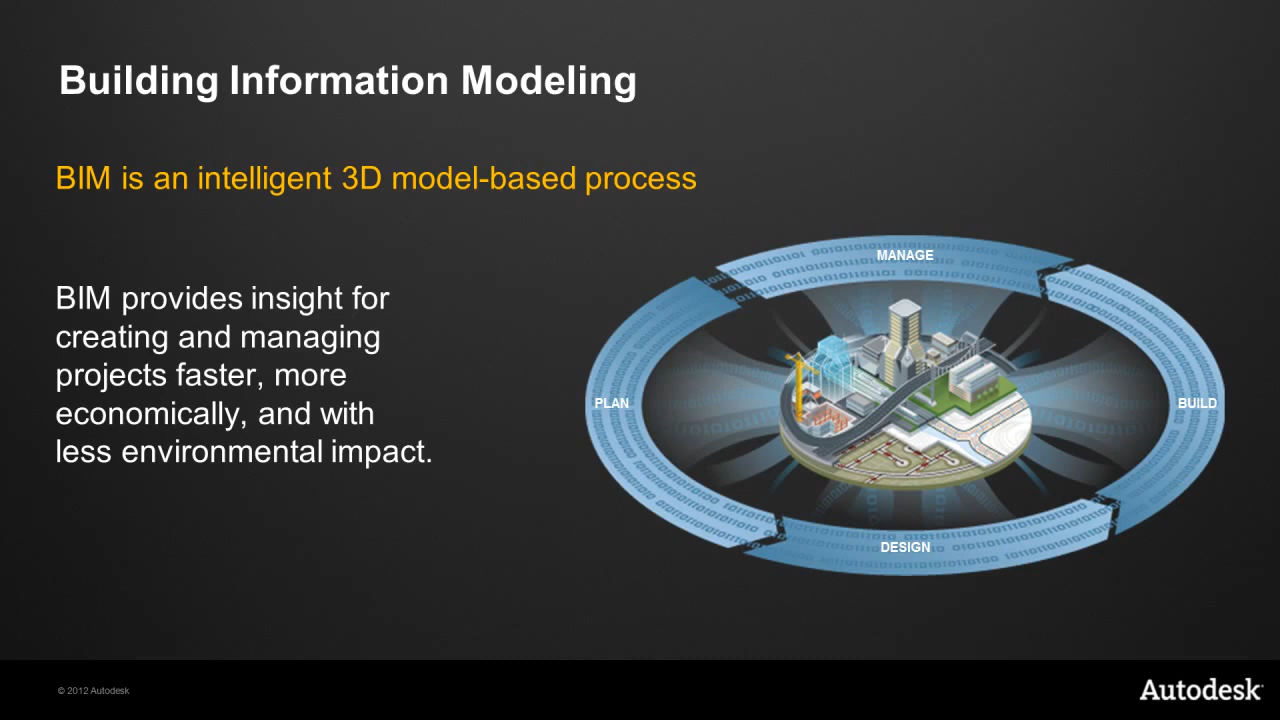 Building Information Modeling
BIM is an intelligent 3D model-based process
BIM provides insight for
creating and managing
projects faster, more
economically, and with
less environmental impact.
MANAGE
PLAN
BUILD
DESIGN
© 2012 Autodesk
Autodesk